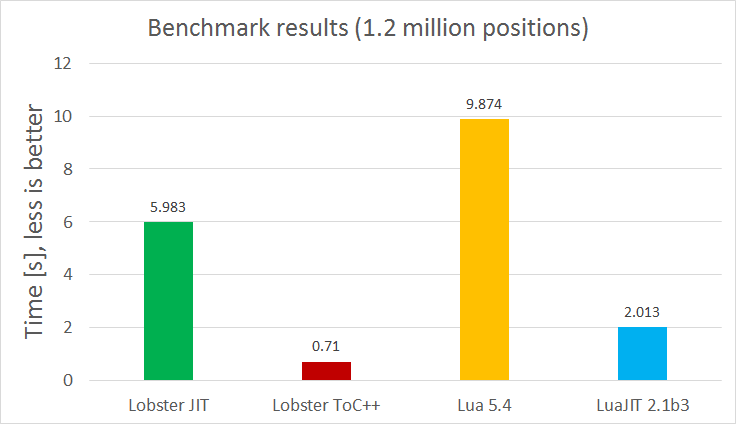 Benchmark results (1.2 million positions)
Time [s], less is better
12
10
8
6
4
2
0
5.983
0.71
9.874
2.013
Lobster JIT
Lobster ToC++
Lua 5.4
LuaJIT 2.1b3